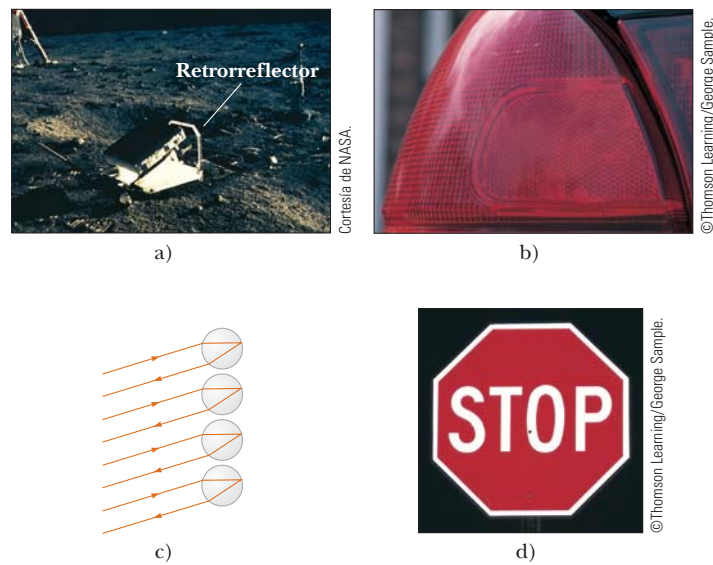 Retrorreflector
Cortesía de NASA.
©Thomson Learning/George Sample.
a)
b)
c)
STOP
©Thomson Learning/George Sample.
d)